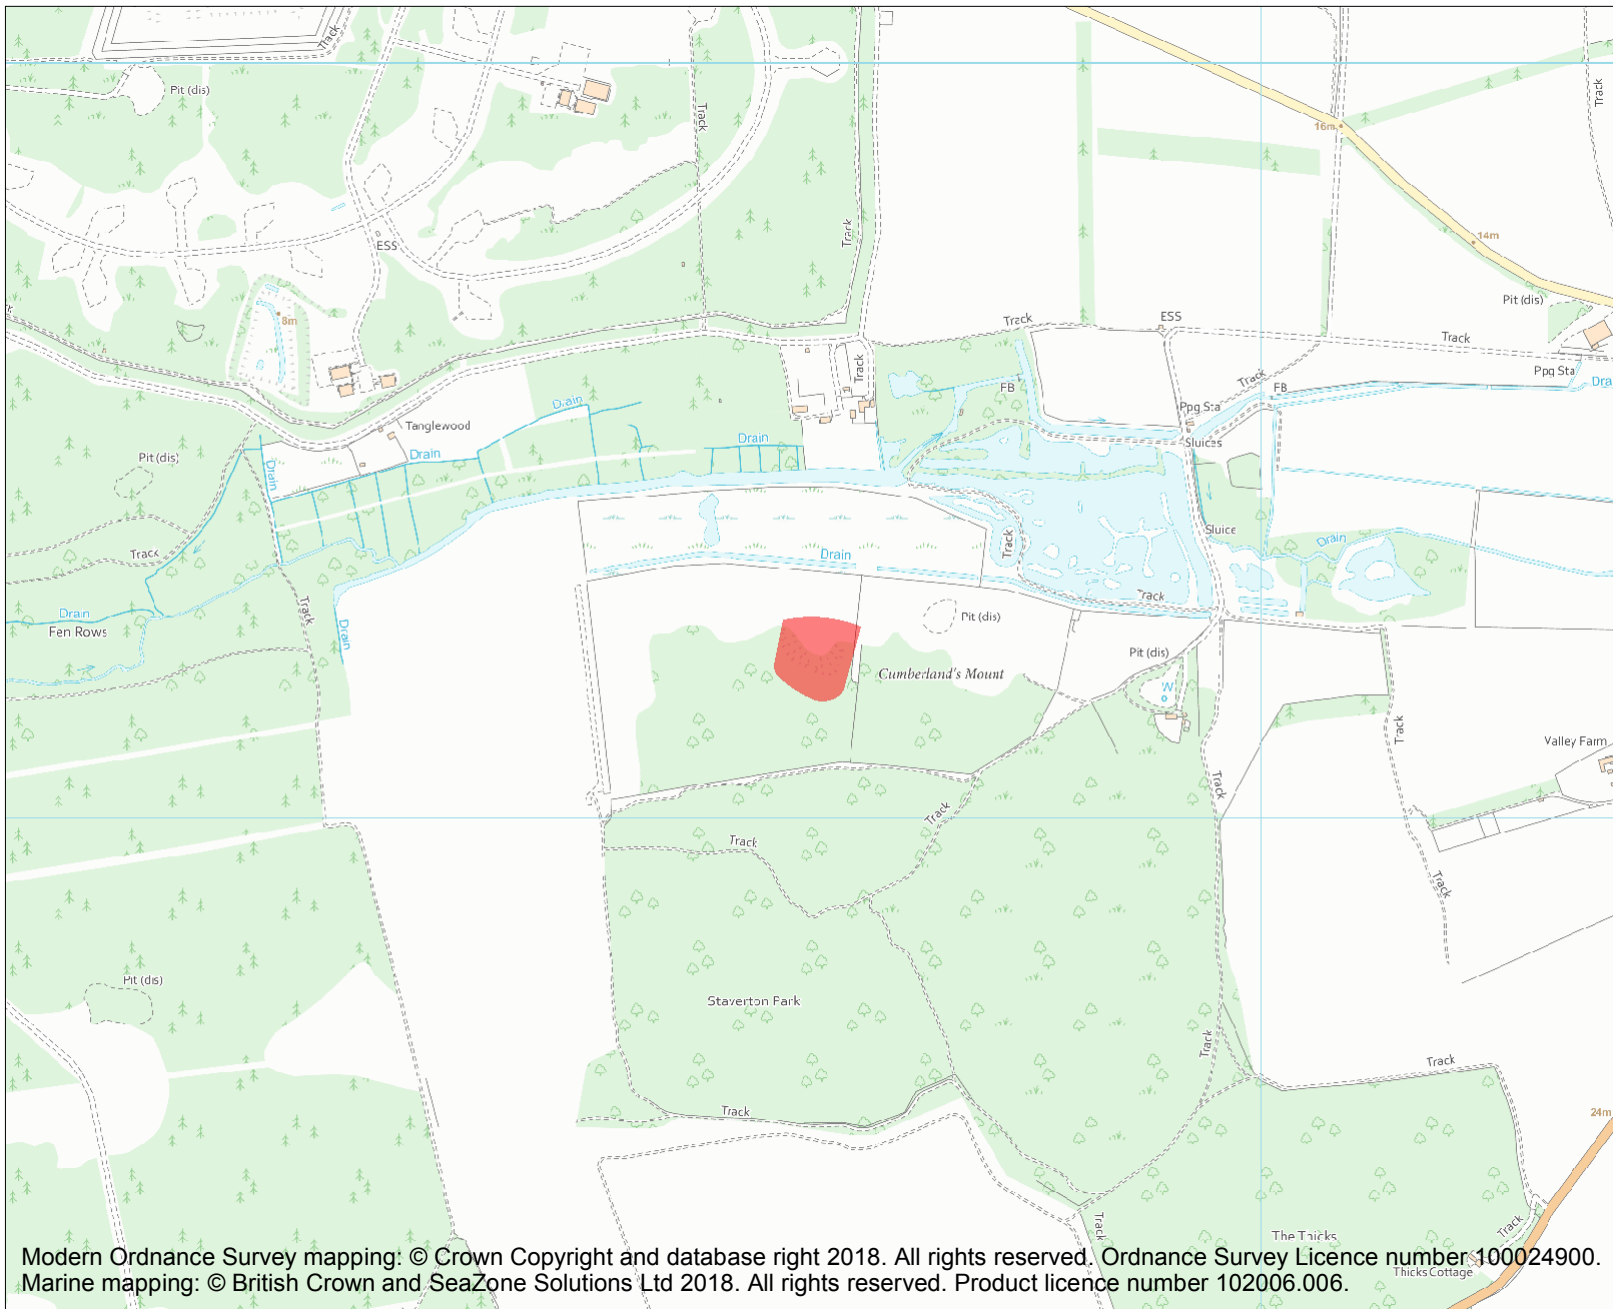 Track
Pit (dis)
Track
Track
16m
Track
14m
ESS
Pit (dis)
8m
Track
ESS
Track
Track
Ppg Sta
Track
FB
Track
FB
Drain
Ppg Sta
Tanglewood
Drain
Sluices
Drain
Pit (dis)
Drain
Drain
Sluice
Track
Drain
Track
Drain
Track
Track
Drain
Fen Rows
Pit (dis)
Drain
Pit (dis)
Cumberland's Mount
W
Track
Valley Farm
Track
Track
Track
Track
Pit (dis)
Staverton Park
Track
Track
Track
24m
Track
Track
The Thicks
Thicks Cottage
Modern Ordnance Survey mapping: © Crown Copyright and database right 2018. All rights reserved. Ordnance Survey Licence number 100024900.
Marine mapping: © British Crown and SeaZone Solutions Ltd 2018. All rights reserved. Product licence number 102006.006.